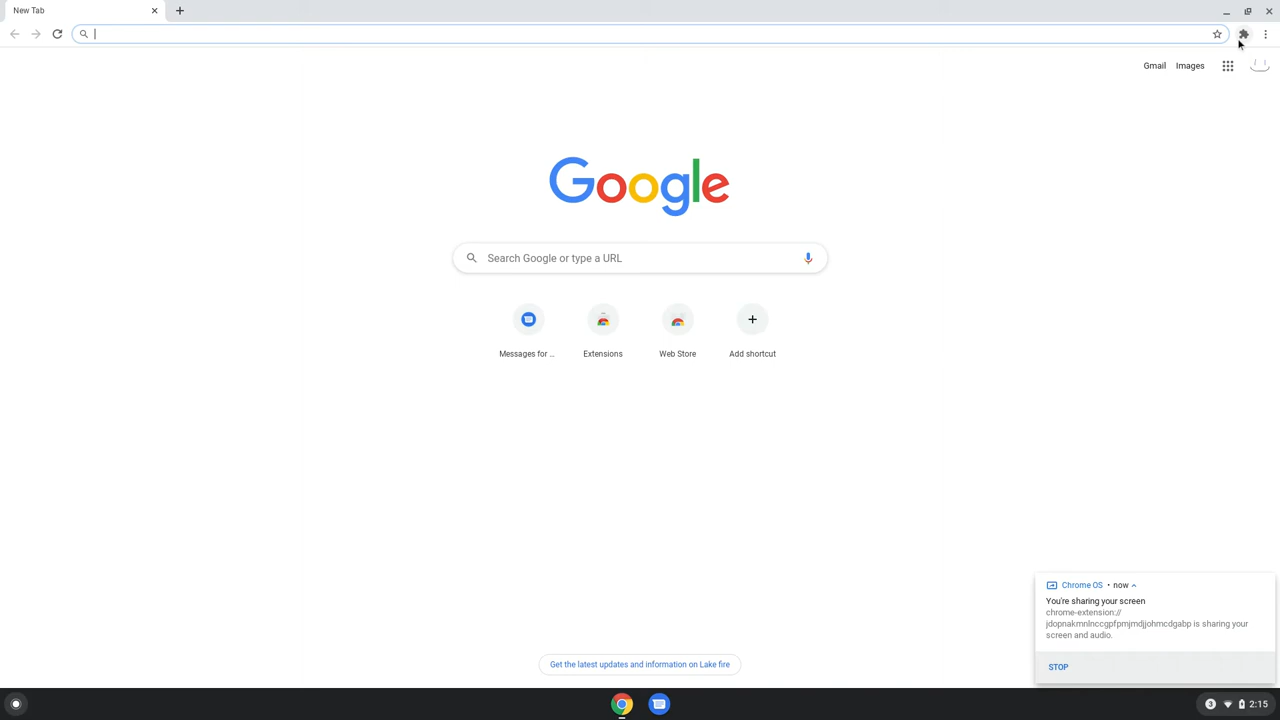 New Tab
Gmail
Images
Google
Search Google or type a URL
Messages for ...
Extensions
Web Store
Add shortcut
Chrome OS • now
You're sharing your screen
chrome-extension://
jdopnakmnlnccgpfpmjmdjjohmcdgabp is sharing your
screen and audio.
STOP
Get the latest updates and information on Lake fire
3
2:15